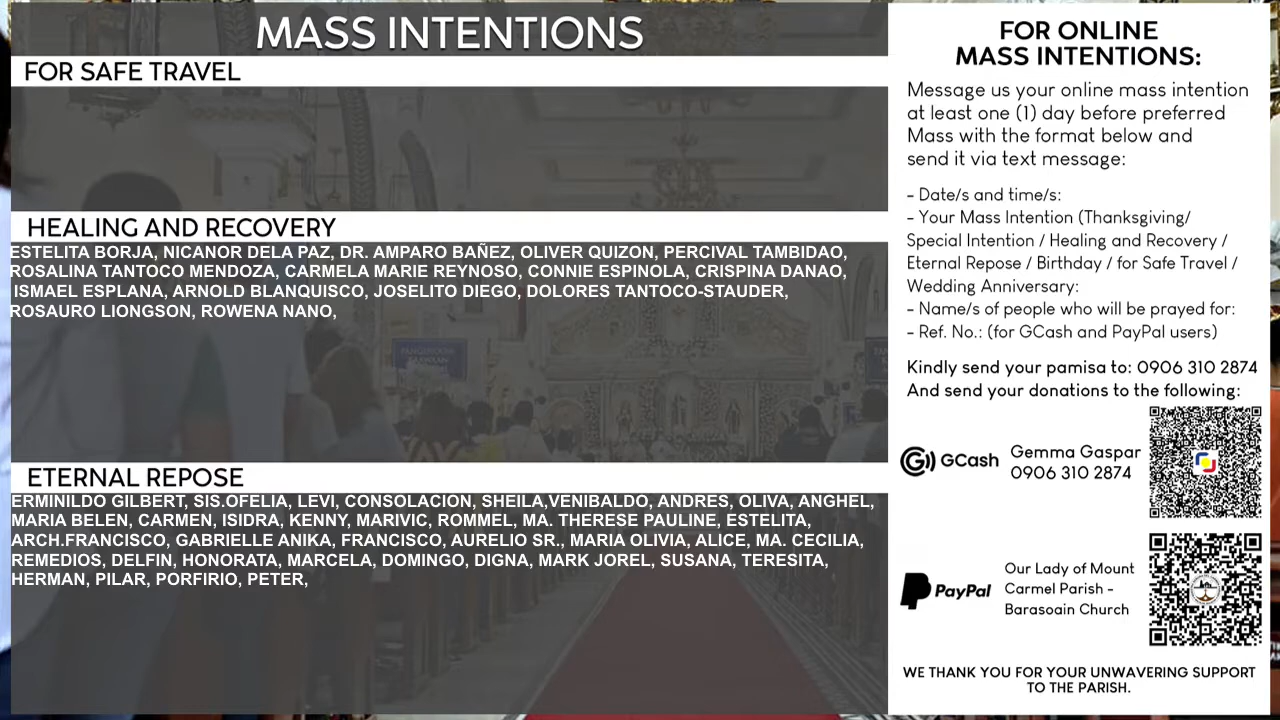 MASS INTENTIONS
FOR SAFE TRAVEL
HEALING AND RECOVERY
ESTELITA BORJA, NICANOR DELA PAZ, DR. AMPARO BAÑEZ, OLIVER QUIZON, PERCIVAL TAMBIDAO,
ROSALINA TANTOCO MENDOZA, CARMELA MARIE REYNOSO, CONNIE ESPINOLA, CRISPINA DANAO,
ISMAEL ESPLANA, ARNOLD BLANQUISCO, JOSELITO DIEGO, DOLORES TANTOCO-STAUDER,
ROSAURO LIONGSON, ROWENA NANO,
ETERNAL REPOSE
ERMINILDO GILBERT, SIS.OFELIA, LEVI, CONSOLACION, SHEILA,VENIBALDO, ANDRES, OLIVA, ANGHEL,
MARIA BELEN, CARMEN, ISIDRA, KENNY, MARIVIC, ROMMEL, MA. THERESE PAULINE, ESTELITA,
ARCH.FRANCISCO, GABRIELLE ANIKA, FRANCISCO, AURELIO SR., MARIA OLIVIA, ALICE, MA. CECILIA,
REMEDIOS, DELFIN, HONORATA, MARCELA, DOMINGO, DIGNA, MARK JOREL, SUSANA, TERESITA,
HERMAN, PILAR, PORFIRIO, PETER,
FOR ONLINE
MASS INTENTIONS:
Message us your online mass intention
at least one (1) day before preferred
Mass with the format below and
send it via text message:
- Date/s and time/s:
- Your Mass Intention (Thanksgiving/
Special Intention / Healing and Recovery /
Eternal Repose / Birthday / for Safe Travel /
Wedding Anniversary:
- Name/s of people who will be prayed for:
- Ref. No.: (for GCash and PayPal users)
Kindly send your pamisa to: 0906 310 2874
And send your donations to the following:
GCash
Gemma Gaspar
0906 310 2874
PayPal
Our Lady of Mount
Carmel Parish -
Barasoain Church
WE THANK YOU FOR YOUR UNWAVERING SUPPORT
TO THE PARISH.